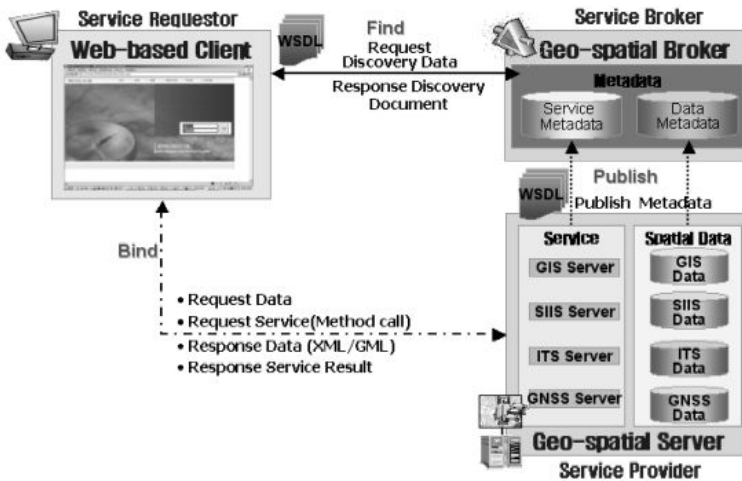 Service Requestor
Web-based Client
WSDL
Find
Request
Discovery Data
Response Discovery
Document
Service Broker
Geo-spatial Broker
Metadata
Service
Metadata
Data
Metadata
WSDL
Publish
Publish Metadata
Bind
• Request Data
• Request Service(Method call)
• Response Data (XML/GML)
• Response Service Result
Service
GIS Server
SIIS Server
ITS Server
GNSS Server
Spatial Data
GIS
Data
SIIS
Data
ITS
Data
GNSS
Data
Geo-spatial Server
Service Provider